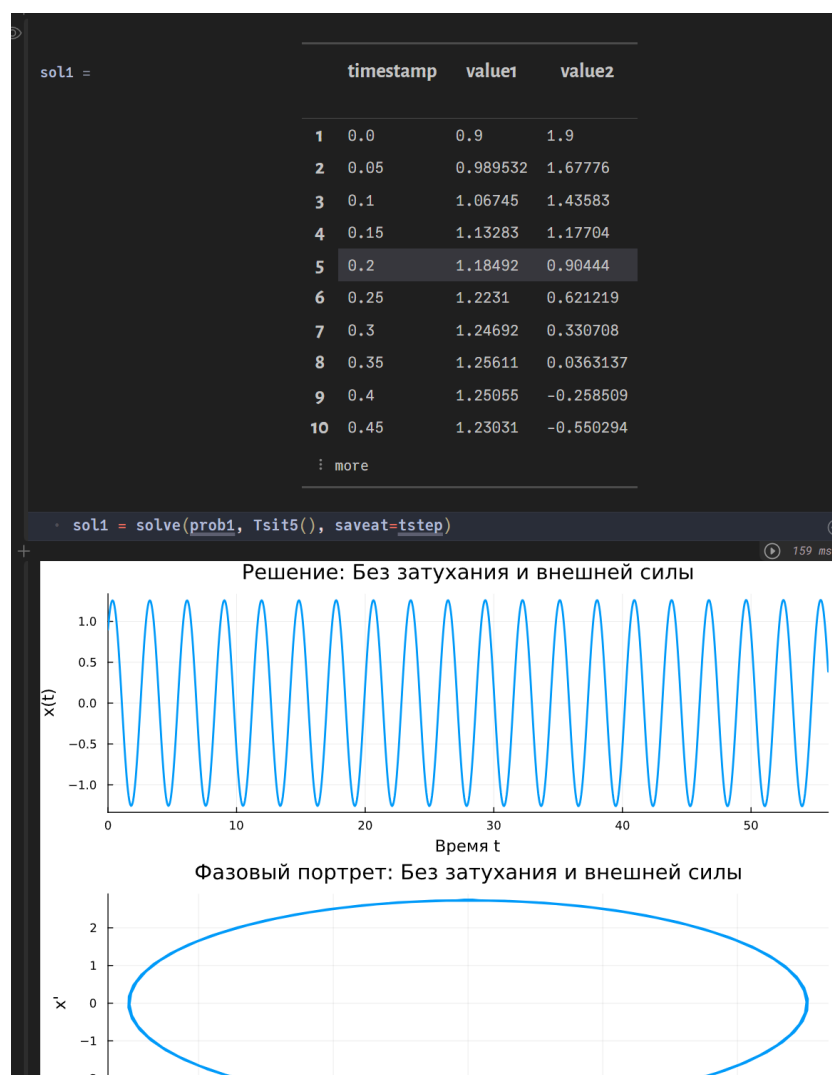 sol1 =
timestamp value1 value2
1 0.0 0.9 1.9
2 0.05 0.989532 1.67776
3 0.1 1.06745 1.43583
4 0.15 1.13283 1.17704
5 0.2 1.18492 0.90444
6 0.25 1.2231 0.621219
7 0.3 1.24692 0.330708
8 0.35 1.25611 0.0363137
9 0.4 1.25055 -0.258509
10 0.45 1.23031 -0.550294
⋮ more
sol1 = solve(prob1, Tsit5(), saveat=tstep)
159 ms
Решение: Без затухания и внешней силы
1.0
0.5
x(t)
0.0
−0.5
−1.0
0 10 20 30 40 50
Время t
Фазовый портрет: Без затухания и внешней силы
2
1
x'
0
−1